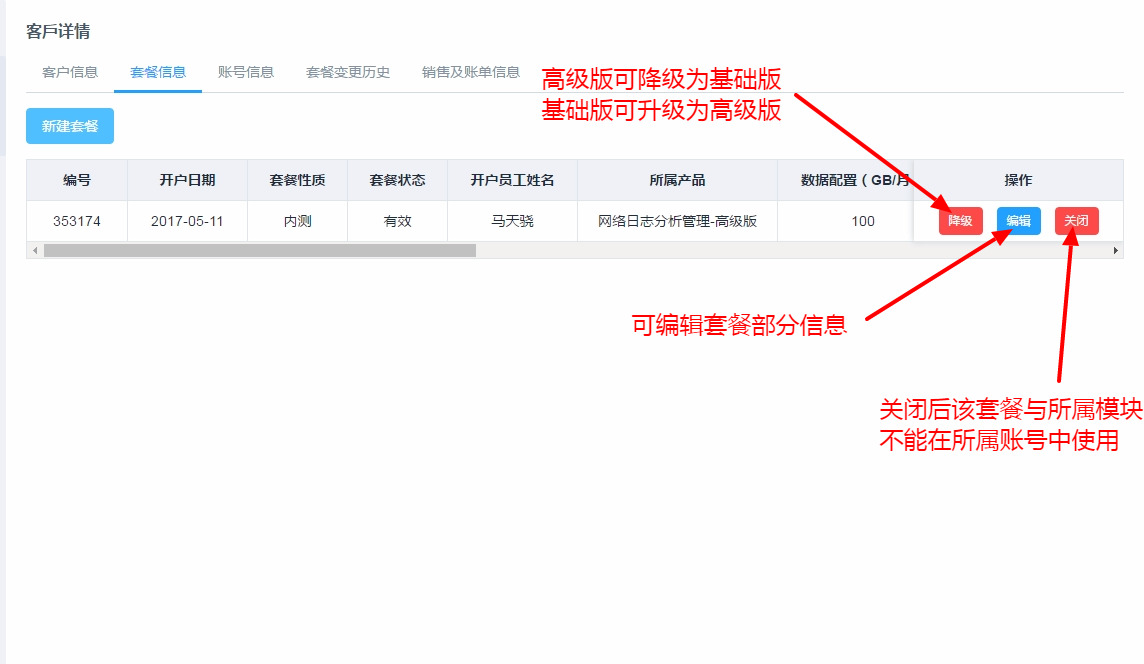 客戶详情
客户信息 套餐信息 账号信息 套餐变更历史 销售及账单信息
高级版可降级为基础版
基础版可升级为高级版
新建套餐
编号 开户日期 套餐性质 套餐状态 开户员工姓名 所属产品 数据配置（GB/月 操作
353174 2017-05-11 内测 有效 马天骁 网络日志分析管理-高级版 100 降级 编辑 关闭
可编辑套餐部分信息
关闭后该套餐与所属模块
不能在所属账号中使用